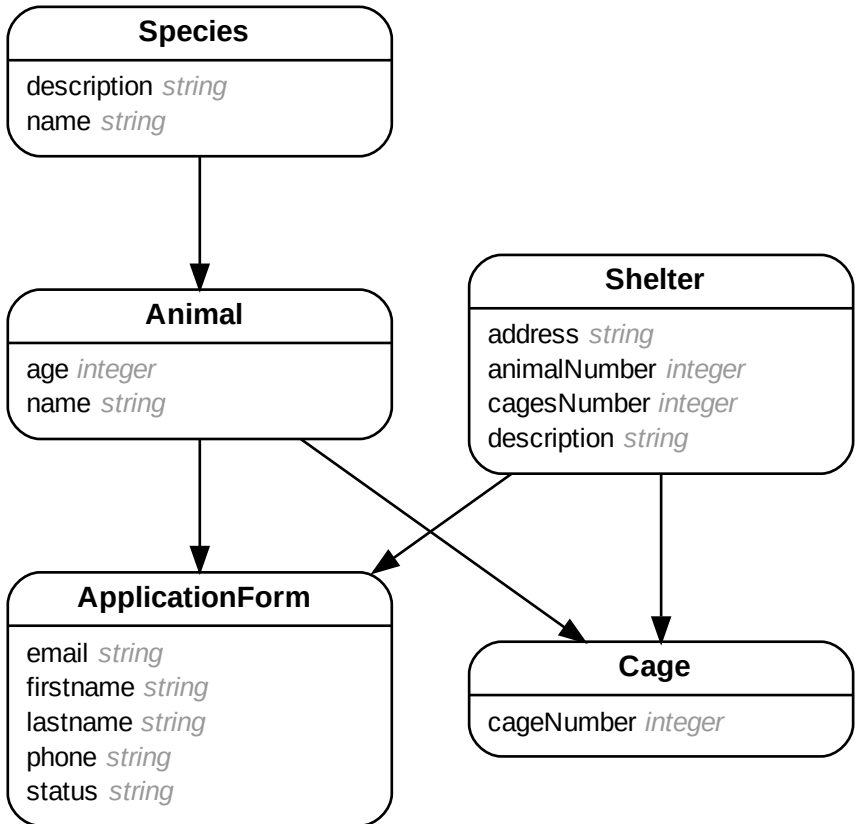 Species
description string
name string
Animal
age integer
name string
Shelter
address string
animalNumber integer
cagesNumber integer
description string
ApplicationForm
email string
firstname string
lastname string
phone string
status string
Cage
cageNumber integer